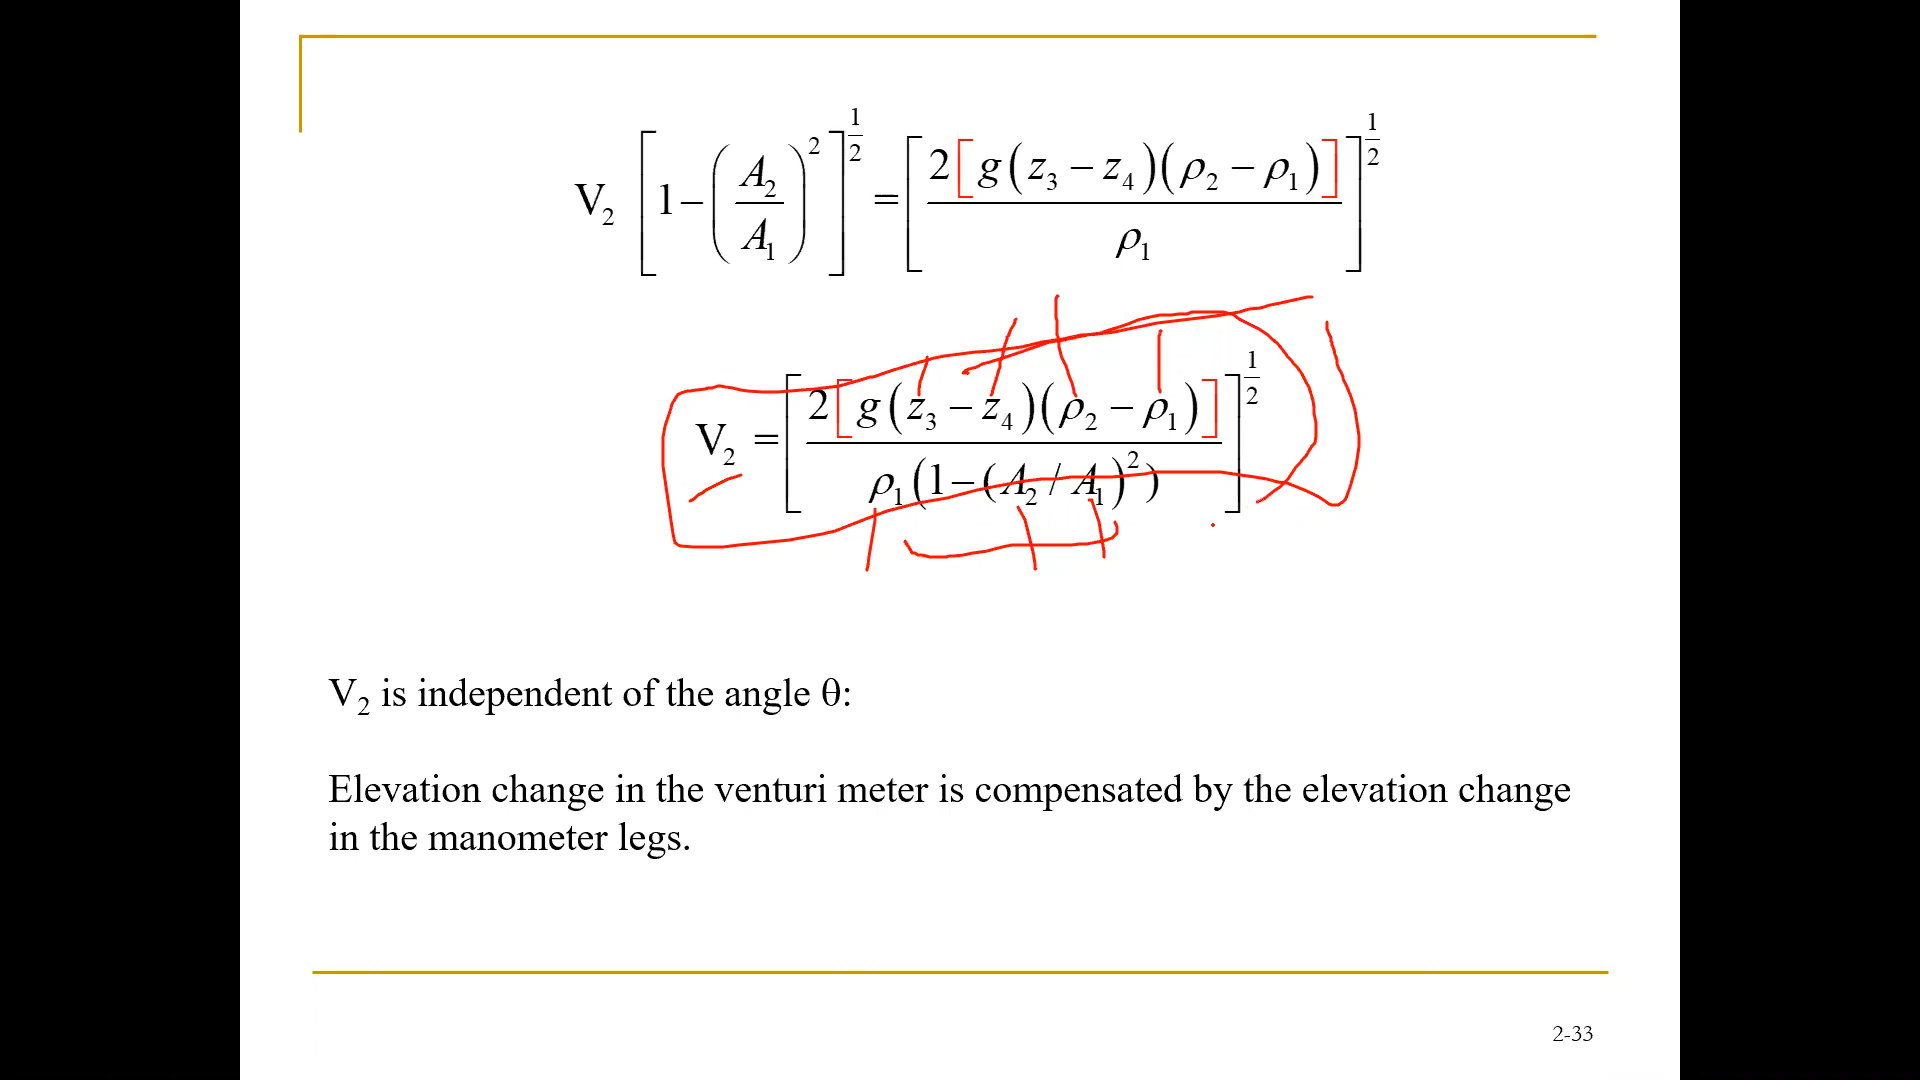 V₂ [1 − (A₂/A₁)²]^(1/2) = [2[g(z₃ − z₄)(ρ₂ − ρ₁)]/ρ₁]^(1/2)
V₂ = [2[g(z₃ − z₄)(ρ₂ − ρ₁)]/ρ₁(1 − (A₂ / A₁)²)]^(1/2)
V₂ is independent of the angle θ:
Elevation change in the venturi meter is compensated by the elevation change
in the manometer legs.
2-33